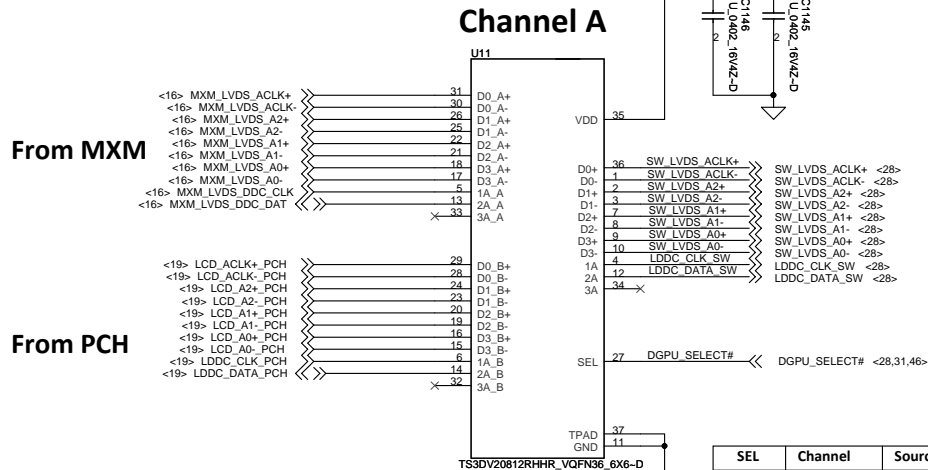 Channel A
C1146
U_0402_16V4Z~D
2
C1145
U_0402_16V4Z~D
2
U11
From MXM
<16> MXM_LVDS_ACLK+ 31 D0_A+
<16> MXM_LVDS_ACLK- 30 D0_A-
<16> MXM_LVDS_A2+ 26 D1_A+
<16> MXM_LVDS_A2- 25 D1_A-
<16> MXM_LVDS_A1+ 22 D2_A+
<16> MXM_LVDS_A1- 21 D2_A-
<16> MXM_LVDS_A0+ 18 D3_A+
<16> MXM_LVDS_A0- 17 D3_A-
<16> MXM_LVDS_DDC_CLK 5 1A_A
<16> MXM_LVDS_DDC_DAT 13 2A_A
33 3A_A
VDD 35
D0+ 36 SW_LVDS_ACLK+ SW_LVDS_ACLK+ <28>
D0- 1 SW_LVDS_ACLK- SW_LVDS_ACLK- <28>
D1+ 2 SW_LVDS_A2+ SW_LVDS_A2+ <28>
D1- 3 SW_LVDS_A2- SW_LVDS_A2- <28>
D2+ 7 SW_LVDS_A1+ SW_LVDS_A1+ <28>
D2- 8 SW_LVDS_A1- SW_LVDS_A1- <28>
D3+ 9 SW_LVDS_A0+ SW_LVDS_A0+ <28>
D3- 10 SW_LVDS_A0- SW_LVDS_A0- <28>
1A 4 LDDC_CLK_SW LDDC_CLK_SW <28>
2A 12 LDDC_DATA_SW LDDC_DATA_SW <28>
3A 34
From PCH
<19> LCD_ACLK+_PCH 29 D0_B+
<19> LCD_ACLK-_PCH 28 D0_B-
<19> LCD_A2+_PCH 24 D1_B+
<19> LCD_A2-_PCH 23 D1_B-
<19> LCD_A1+_PCH 20 D2_B+
<19> LCD_A1-_PCH 19 D2_B-
<19> LCD_A0+_PCH 16 D3_B+
<19> LCD_A0-_PCH 15 D3_B-
<19> LDDC_CLK_PCH 6 1A_B
<19> LDDC_DATA_PCH 14 2A_B
32 3A_B
SEL 27 DGPU_SELECT# DGPU_SELECT# <28,31,46>
TPAD 37
GND 11
TS3DV20812RHHR_VQFN36_6X6~D
SEL Channel